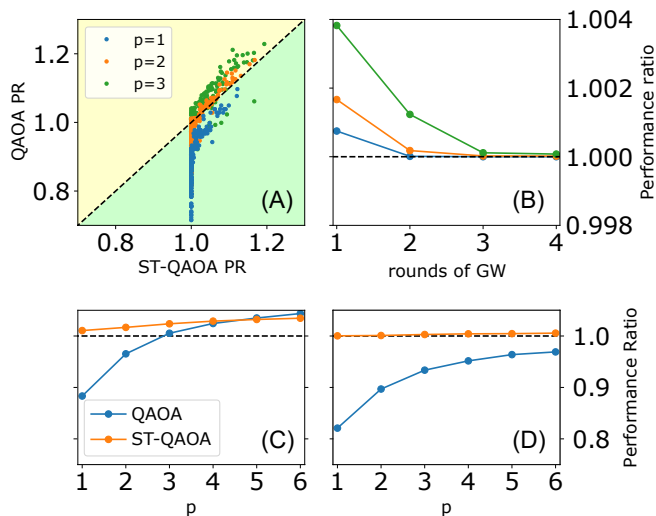 QAOA PR
1.2
1.0
0.8
p=1
p=2
p=3
(A)
0.8 1.0 1.2
ST-QAOA PR
1.004
1.002
1.000
0.998
Performance ratio
(B)
1 2 3 4
rounds of GW
QAOA
ST-QAOA
(C)
1 2 3 4 5 6
p
1.0
0.9
0.8
Performance Ratio
(D)
1 2 3 4 5 6
p